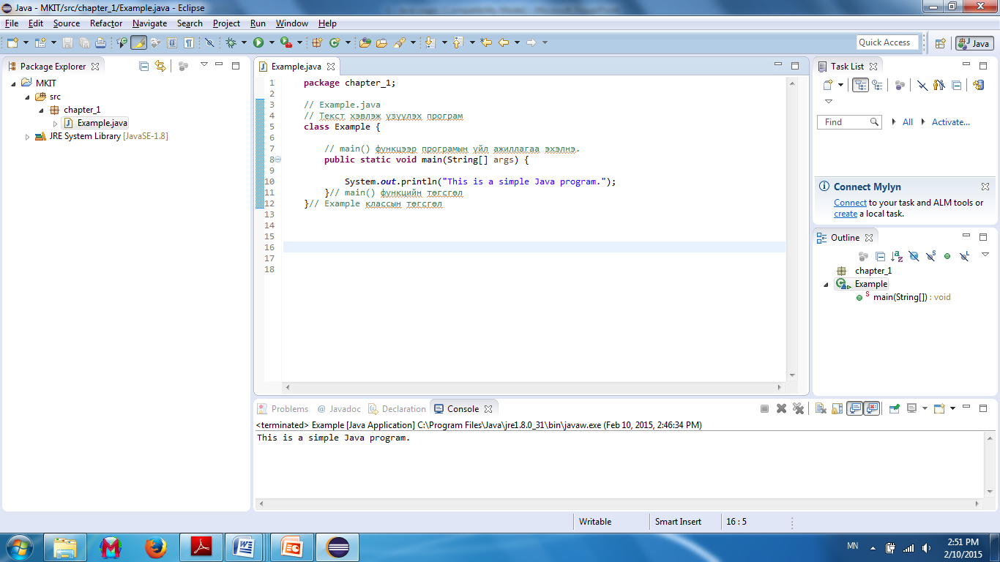 Java - MKIT/src/chapter_1/Example.java - Eclipse
File Edit Source Refactor Navigate Search Project Run Window Help
Quick Access
Java
Package Explorer
MKIT
src
chapter_1
Example.java
JRE System Library [JavaSE-1.8]
Example.java
1 package chapter_1;
2
3 // Example.java
4 // Текст хэвлэж үзүүлэх програм
5 class Example {
6
7 // main() функцээр програмын үйл ажиллагаа эхэлнэ.
8 public static void main(String[] args) {
9
10 System.out.println("This is a simple Java program.");
11 }// main() функцийн төгсгөл
12 }// Example классын төгсгөл
13
14
15
16
17
18
Task List
Find All Activate...
Connect Mylyn
Connect to your task and ALM tools or
create a local task.
Outline
chapter_1
Example
main(String[]) : void
Problems @ Javadoc Declaration Console
<terminated> Example [Java Application] C:\Program Files\Java\jre1.8.0_31\bin\javaw.exe (Feb 10, 2015, 2:46:34 PM)
This is a simple Java program.
Writable Smart Insert 16 : 5
MN
2:51 PM
2/10/2015